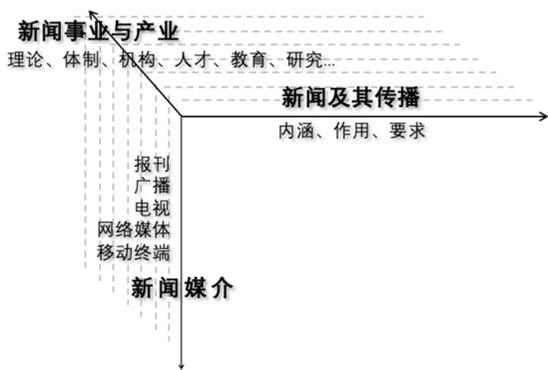 新闻事业与产业
理论、体制、机构、人才、教育、研究...
新闻及其传播
内涵、作用、要求
报刊
广播
电视
网络媒体
移动终端
新闻媒介